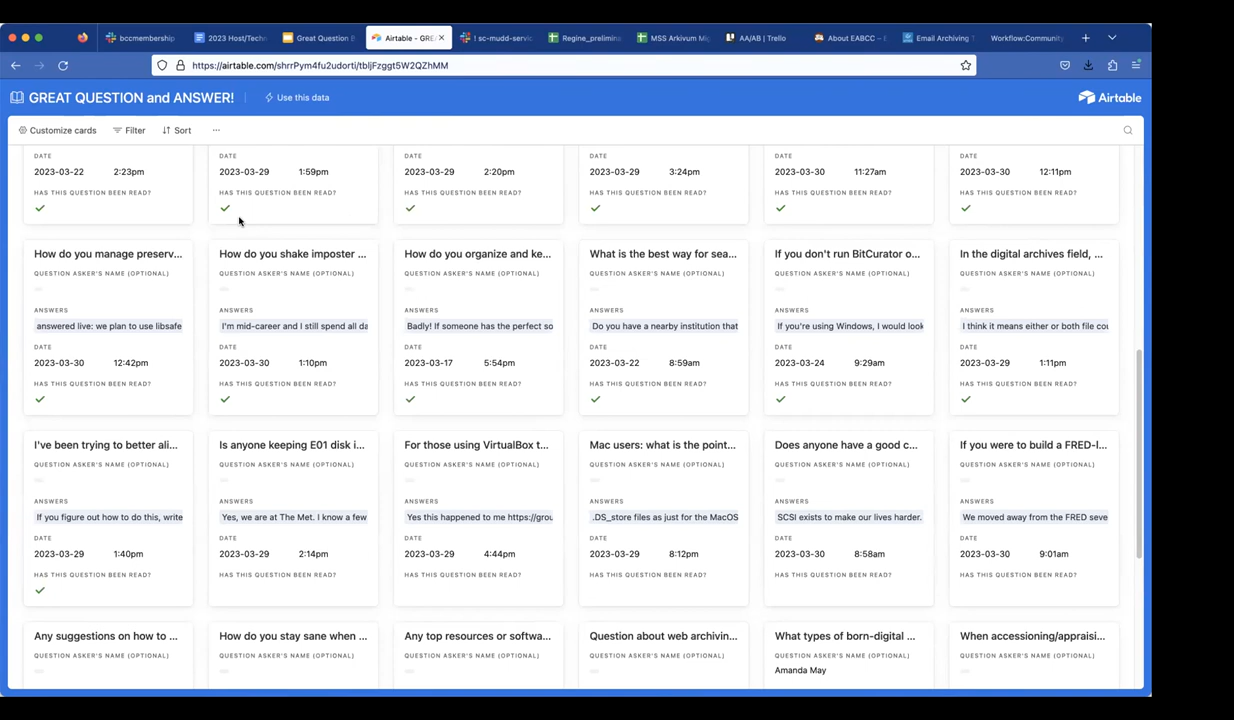 bccmembership
2023 Host/Tech
Great Question B
Airtable - GRE
! sc-mudd-servic
Regine_prelimina
MSS Arkivum Mi
AA/AB | Trello
About EABCC –
Email Archiving
Workflow:Community
https://airtable.com/shrrPym4fu2udorti/tbljFzggt5W2QZhMM
GREAT QUESTION and ANSWER!
Use this data
Airtable
Customize cards
Filter
Sort
DATE DATE DATE DATE DATE DATE
2023-03-22 2:23pm 2023-03-29 1:59pm 2023-03-29 2:20pm 2023-03-29 3:24pm 2023-03-30 11:27am 2023-03-30 12:11pm
HAS THIS QUESTION BEEN READ? HAS THIS QUESTION BEEN READ? HAS THIS QUESTION BEEN READ? HAS THIS QUESTION BEEN READ? HAS THIS QUESTION BEEN READ? HAS THIS QUESTION BEEN READ?
How do you manage preserv... How do you shake imposter ... How do you organize and ke... What is the best way for sea... If you don't run BitCurator o... In the digital archives field, ...
QUESTION ASKER'S NAME (OPTIONAL) QUESTION ASKER'S NAME (OPTIONAL) QUESTION ASKER'S NAME (OPTIONAL) QUESTION ASKER'S NAME (OPTIONAL) QUESTION ASKER'S NAME (OPTIONAL) QUESTION ASKER'S NAME (OPTIONAL)
ANSWERS ANSWERS ANSWERS ANSWERS ANSWERS ANSWERS
answered live: we plan to use libsafe I'm mid-career and I still spend all da Badly! If someone has the perfect so Do you have a nearby institution that If you're using Windows, I would look I think it means either or both file cou
DATE DATE DATE DATE DATE DATE
2023-03-30 12:42pm 2023-03-30 1:10pm 2023-03-17 5:54pm 2023-03-22 8:59am 2023-03-24 9:29am 2023-03-29 1:11pm
HAS THIS QUESTION BEEN READ? HAS THIS QUESTION BEEN READ? HAS THIS QUESTION BEEN READ? HAS THIS QUESTION BEEN READ? HAS THIS QUESTION BEEN READ? HAS THIS QUESTION BEEN READ?
I've been trying to better ali... Is anyone keeping E01 disk i... For those using VirtualBox t... Mac users: what is the point... Does anyone have a good c... If you were to build a FRED-l...
QUESTION ASKER'S NAME (OPTIONAL) QUESTION ASKER'S NAME (OPTIONAL) QUESTION ASKER'S NAME (OPTIONAL) QUESTION ASKER'S NAME (OPTIONAL) QUESTION ASKER'S NAME (OPTIONAL) QUESTION ASKER'S NAME (OPTIONAL)
ANSWERS ANSWERS ANSWERS ANSWERS ANSWERS ANSWERS
If you figure out how to do this, write Yes, we are at The Met. I know a few Yes this happened to me https://grou .DS_store files as just for the MacOS SCSI exists to make our lives harder. We moved away from the FRED seve
DATE DATE DATE DATE DATE DATE
2023-03-29 1:40pm 2023-03-29 2:14pm 2023-03-29 4:44pm 2023-03-29 8:12pm 2023-03-30 8:58am 2023-03-30 9:01am
HAS THIS QUESTION BEEN READ? HAS THIS QUESTION BEEN READ? HAS THIS QUESTION BEEN READ? HAS THIS QUESTION BEEN READ? HAS THIS QUESTION BEEN READ? HAS THIS QUESTION BEEN READ?
Any suggestions on how to ... How do you stay sane when ... Any top resources or softwa... Question about web archivin... What types of born-digital ... When accessioning/appraisi...
QUESTION ASKER'S NAME (OPTIONAL) QUESTION ASKER'S NAME (OPTIONAL) QUESTION ASKER'S NAME (OPTIONAL) QUESTION ASKER'S NAME (OPTIONAL) QUESTION ASKER'S NAME (OPTIONAL) QUESTION ASKER'S NAME (OPTIONAL)
Amanda May